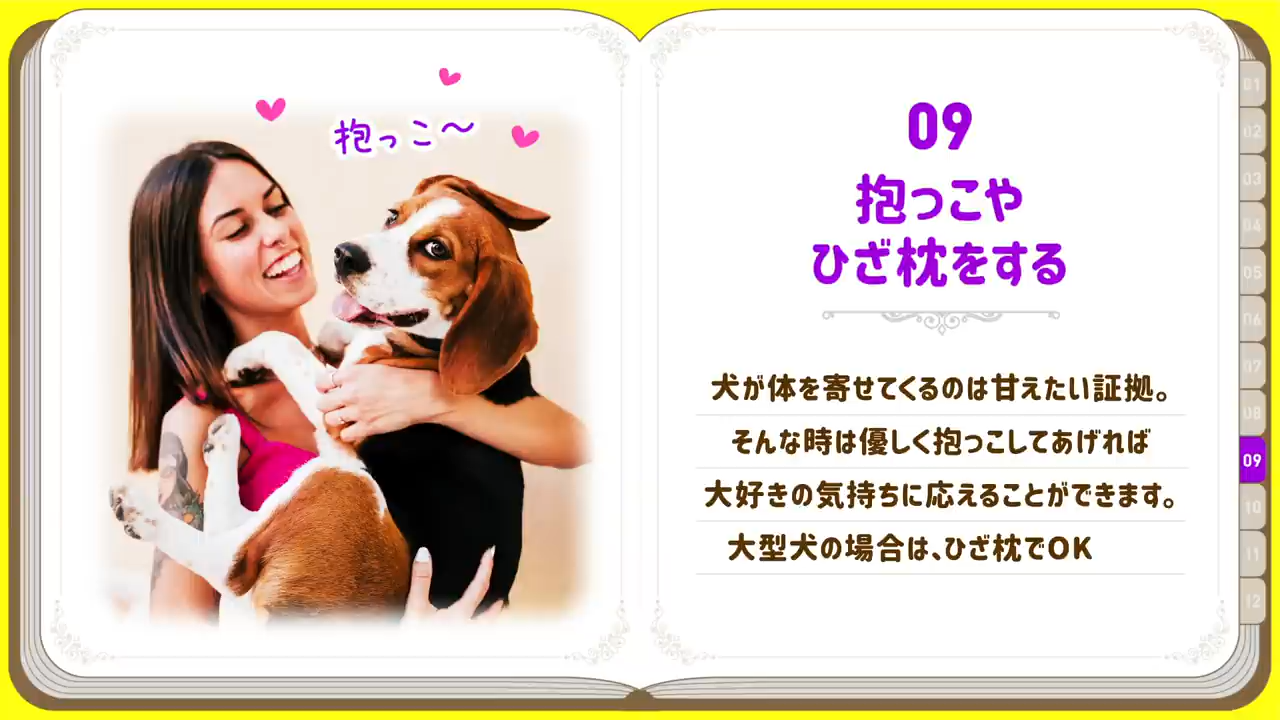 抱っこ〜
09
抱っこや
ひざ枕をする
犬が体を寄せてくるのは甘えたい証拠。
そんな時は優しく抱っこしてあげれば
大好きの気持ちに応えることができます。
大型犬の場合は、ひざ枕でOK
01
02
03
04
05
06
07
08
09
10
11
12